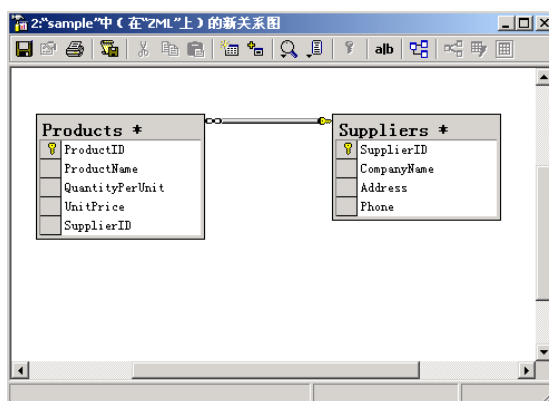 2:"sample"中（在"ZML"上）的新关系图
a|b
Products *
ProductID
ProductName
QuantityPerUnit
UnitPrice
SupplierID
Suppliers *
SupplierID
CompanyName
Address
Phone